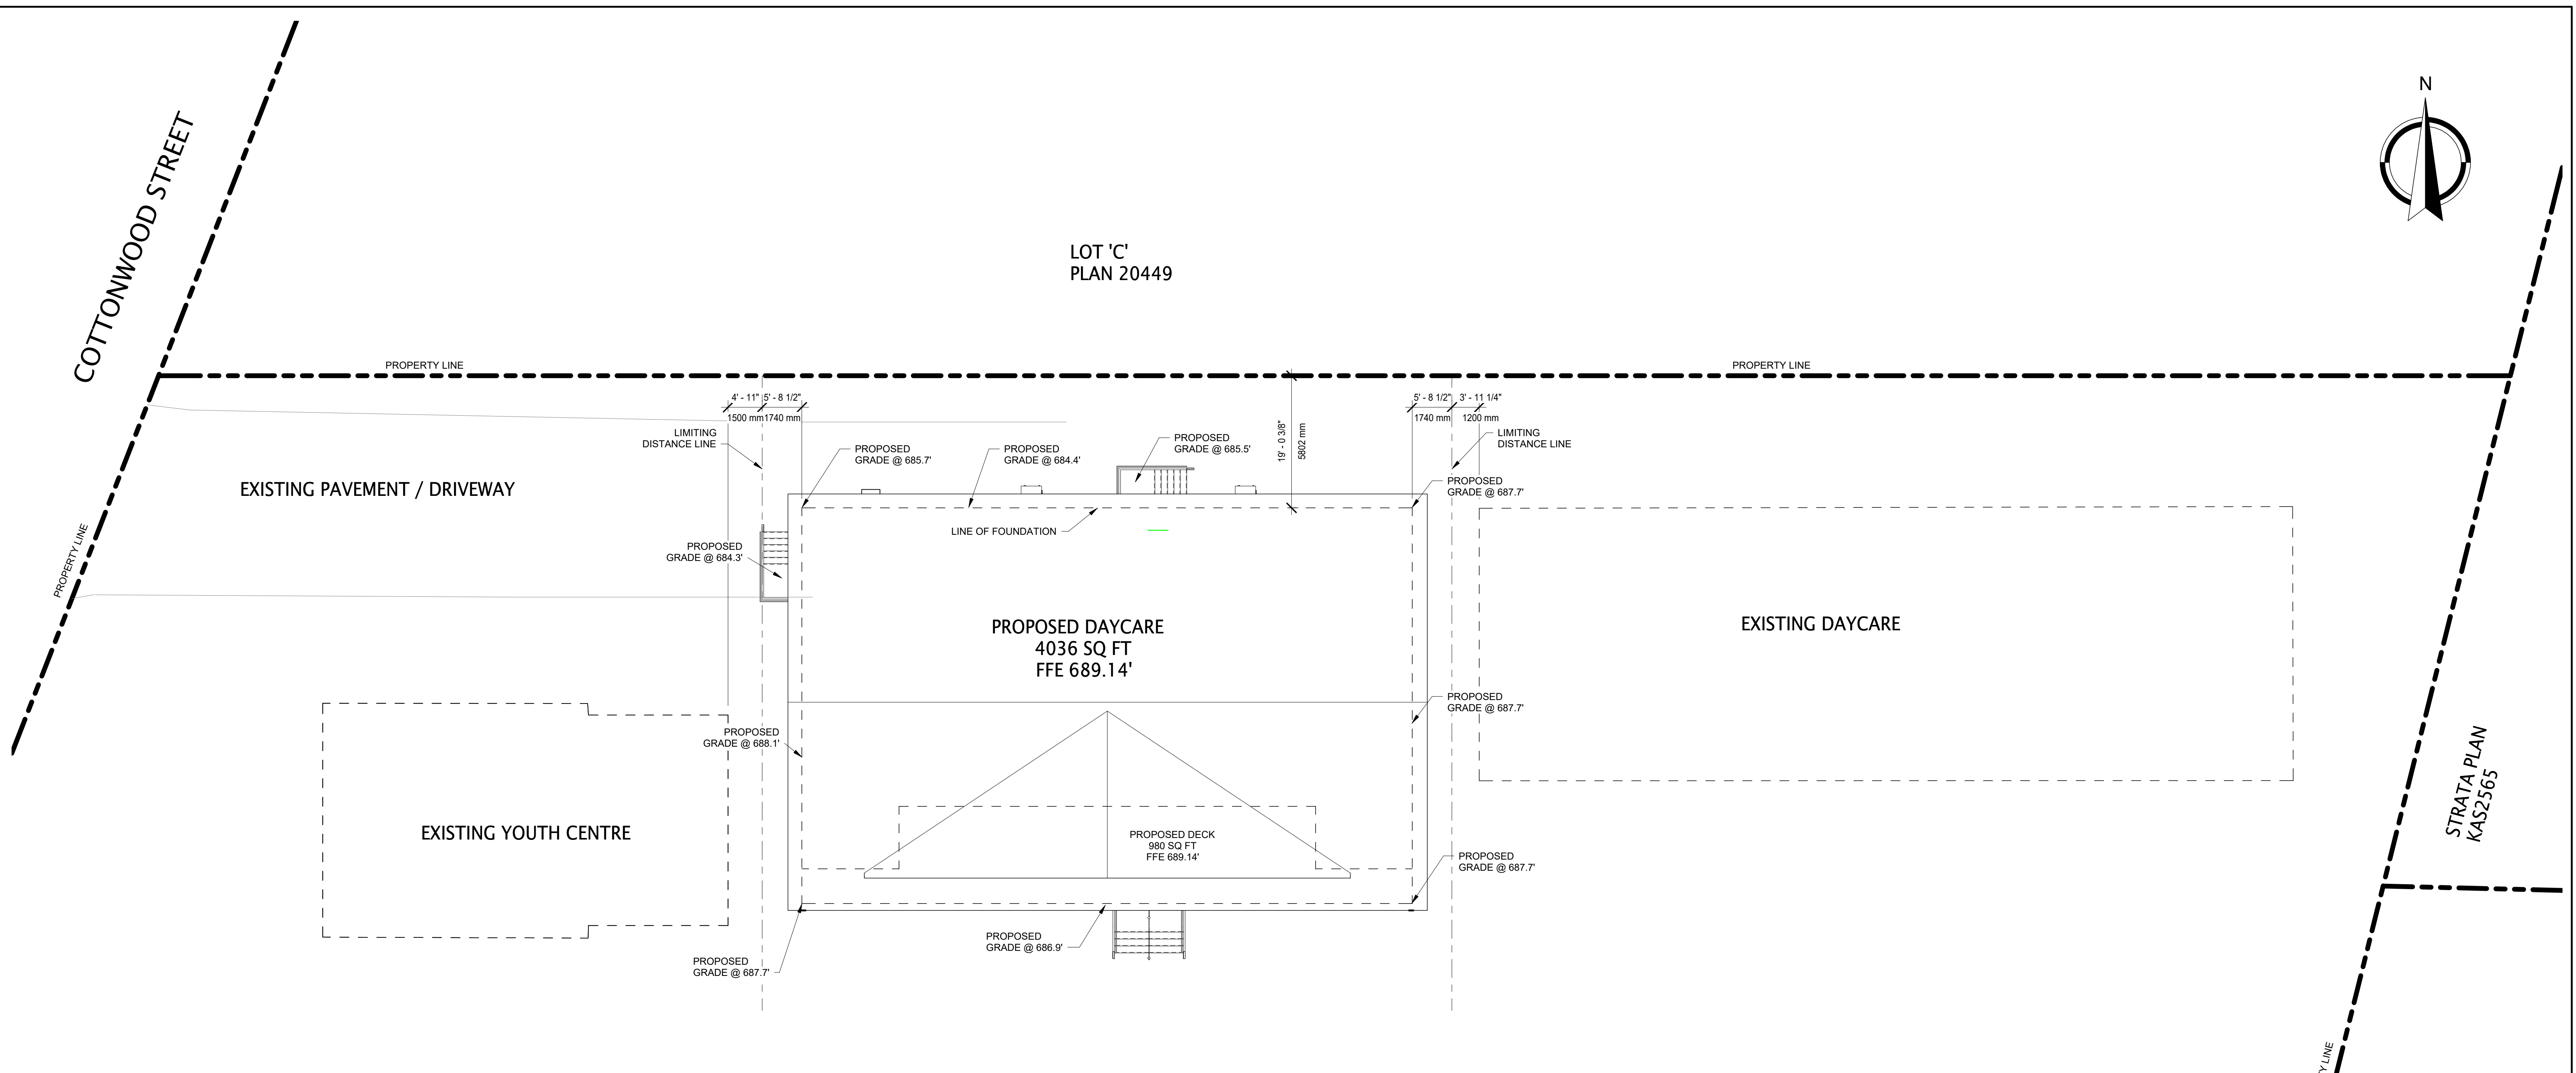 N
COTTONWOOD STREET
LOT 'C'
PLAN 20449
PROPERTY LINE
PROPERTY LINE
4' - 11"
5' - 8 1/2"
1500 mm
1740 mm
5' - 8 1/2"
3' - 11 1/4"
1740 mm
1200 mm
19' - 0 3/8"
5802 mm
LIMITING
DISTANCE LINE
LIMITING
DISTANCE LINE
PROPOSED
GRADE @ 685.7'
PROPOSED
GRADE @ 684.4'
PROPOSED
GRADE @ 685.5'
PROPOSED
GRADE @ 687.7'
EXISTING PAVEMENT / DRIVEWAY
LINE OF FOUNDATION
PROPERTY LINE
PROPOSED
GRADE @ 684.3'
PROPOSED DAYCARE
4036 SQ FT
FFE 689.14'
EXISTING DAYCARE
PROPOSED
GRADE @ 687.7'
PROPOSED
GRADE @ 688.1'
STRATA PLAN
KAS2565
EXISTING YOUTH CENTRE
PROPOSED DECK
980 SQ FT
FFE 689.14'
PROPOSED
GRADE @ 687.7'
PROPOSED
GRADE @ 686.9'
PROPOSED
GRADE @ 687.7'
LINE